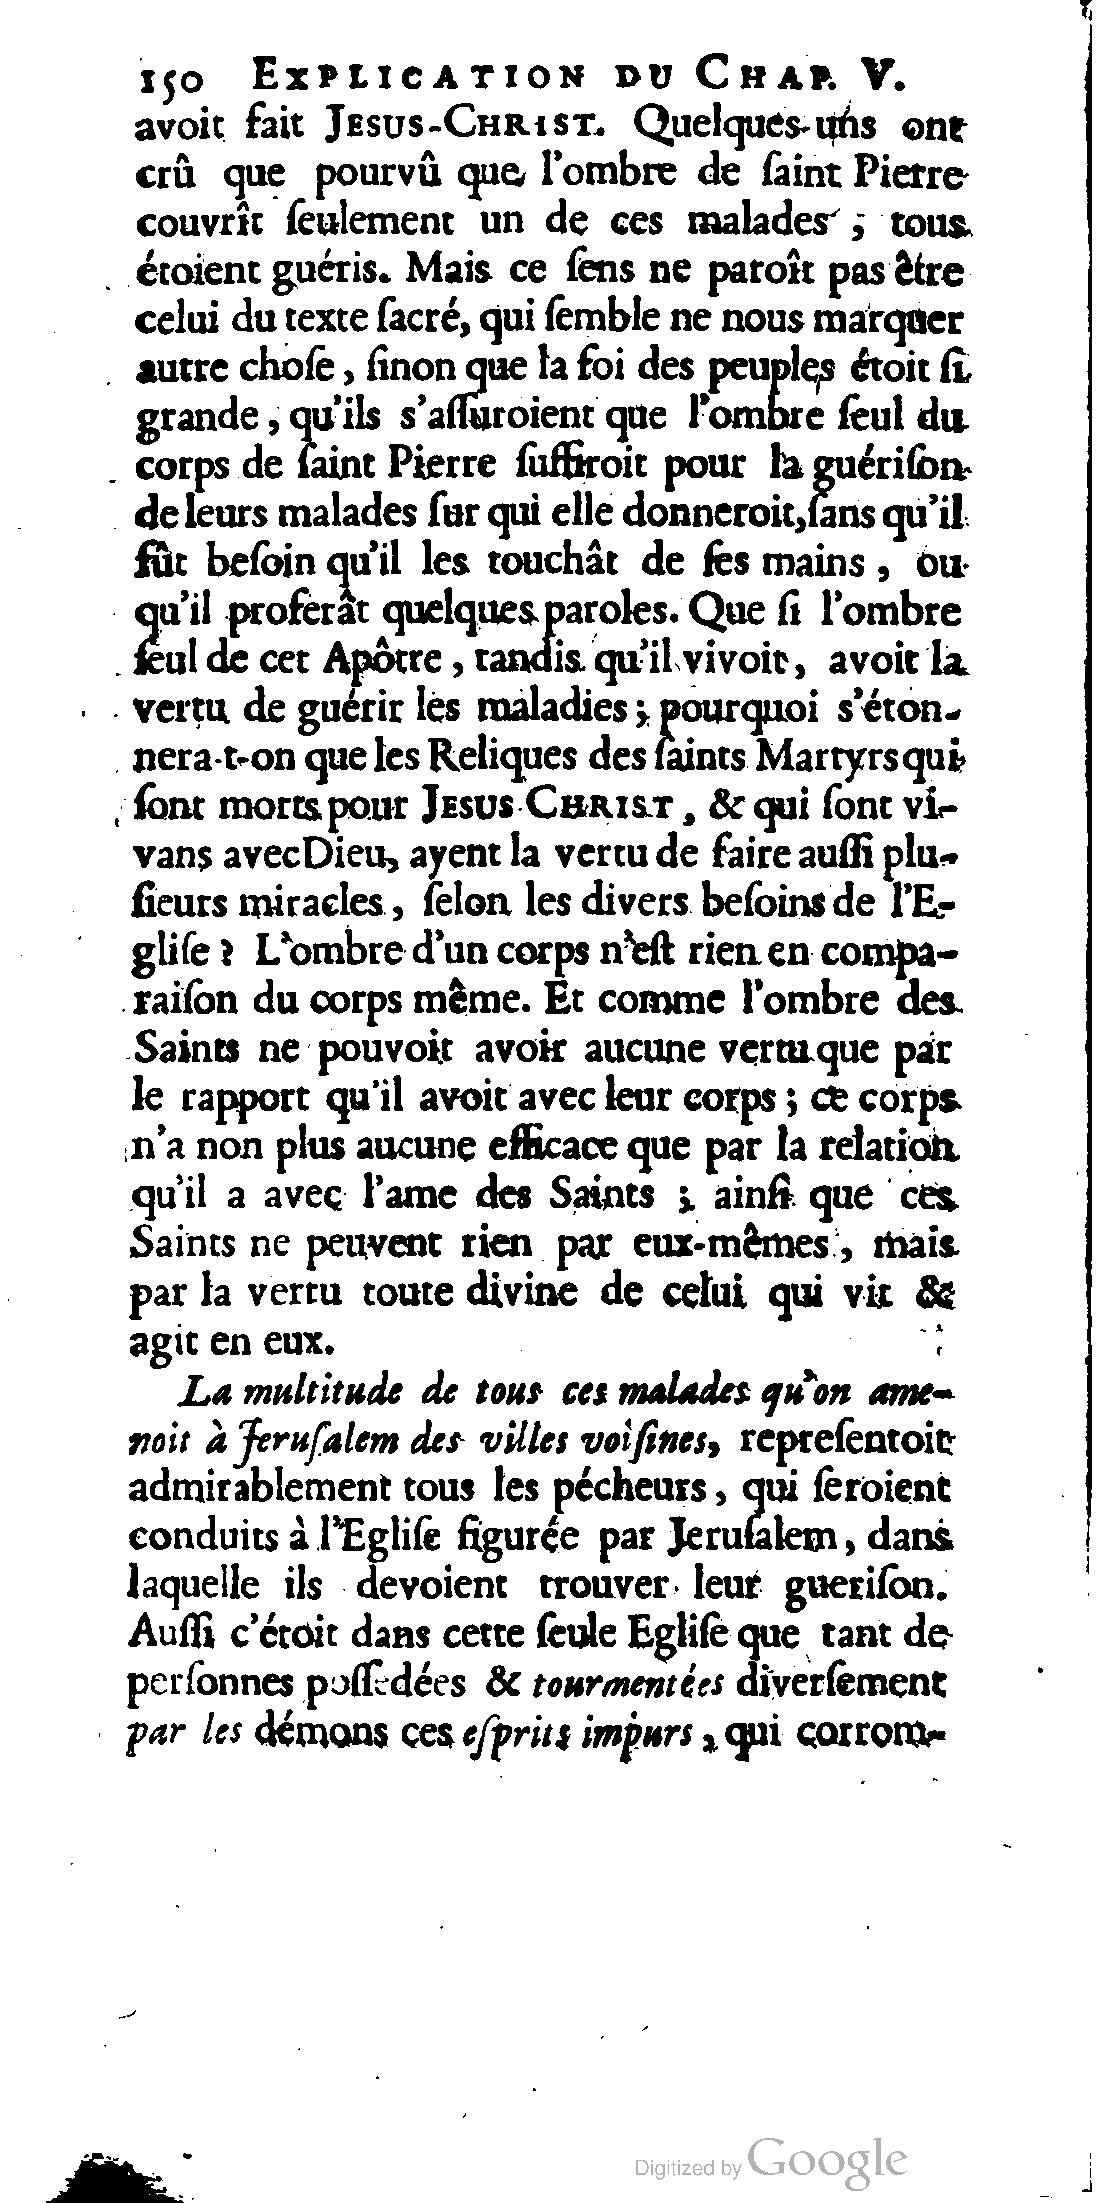 150 EXPLICATION DU CHAP. V.
avoit fait JESUS-CHRIST. Quelques-uns ont
crû que pourvû que l'ombre de ſaint Pierre
couvrît ſeulement un de ces malades ; tous
étoient guéris. Mais ce ſens ne paroît pas être
celui du texte ſacré, qui ſemble ne nous marquer
autre choſe, ſinon que la foi des peuples étoit ſi
grande, qu'ils s'aſſuroient que l'ombre ſeul du
corps de ſaint Pierre ſuffiroit pour la guériſon
de leurs malades ſur qui elle donneroit, ſans qu'il
fût beſoin qu'il les touchât de ſes mains, ou
qu'il proferât quelques paroles. Que ſi l'ombre
ſeul de cet Apôtre, tandis qu'il vivoit, avoit la
vertu de guérir les maladies ; pourquoi s'éton-
nera-t-on que les Reliques des ſaints Martyrs qui
ſont morts pour JESUS-CHRIST, & qui ſont vi-
vans avec Dieu, ayent la vertu de faire auſſi plu-
ſieurs miracles, ſelon les divers beſoins de l'E-
gliſe ? L'ombre d'un corps n'eſt rien en compa-
raiſon du corps même. Et comme l'ombre des
Saints ne pouvoit avoir aucune vertu que par
le rapport qu'il avoit avec leur corps ; ce corps
n'a non plus aucune efficace que par la relation
qu'il a avec l'ame des Saints ; ainſi que ces
Saints ne peuvent rien par eux-mêmes, mais
par la vertu toute divine de celui qui vit &
agit en eux.
La multitude de tous ces malades qu'on ame-
noit à Jeruſalem des villes voiſines, repreſentoit
admirablement tous les pécheurs, qui ſeroient
conduits à l'Egliſe figurée par Jeruſalem, dans
laquelle ils devoient trouver leur gueriſon.
Auſſi c'étoit dans cette ſeule Egliſe que tant de
perſonnes poſſedées & tourmentées diverſement
par les démons ces eſprits impurs, qui corrom-
Digitized by Google